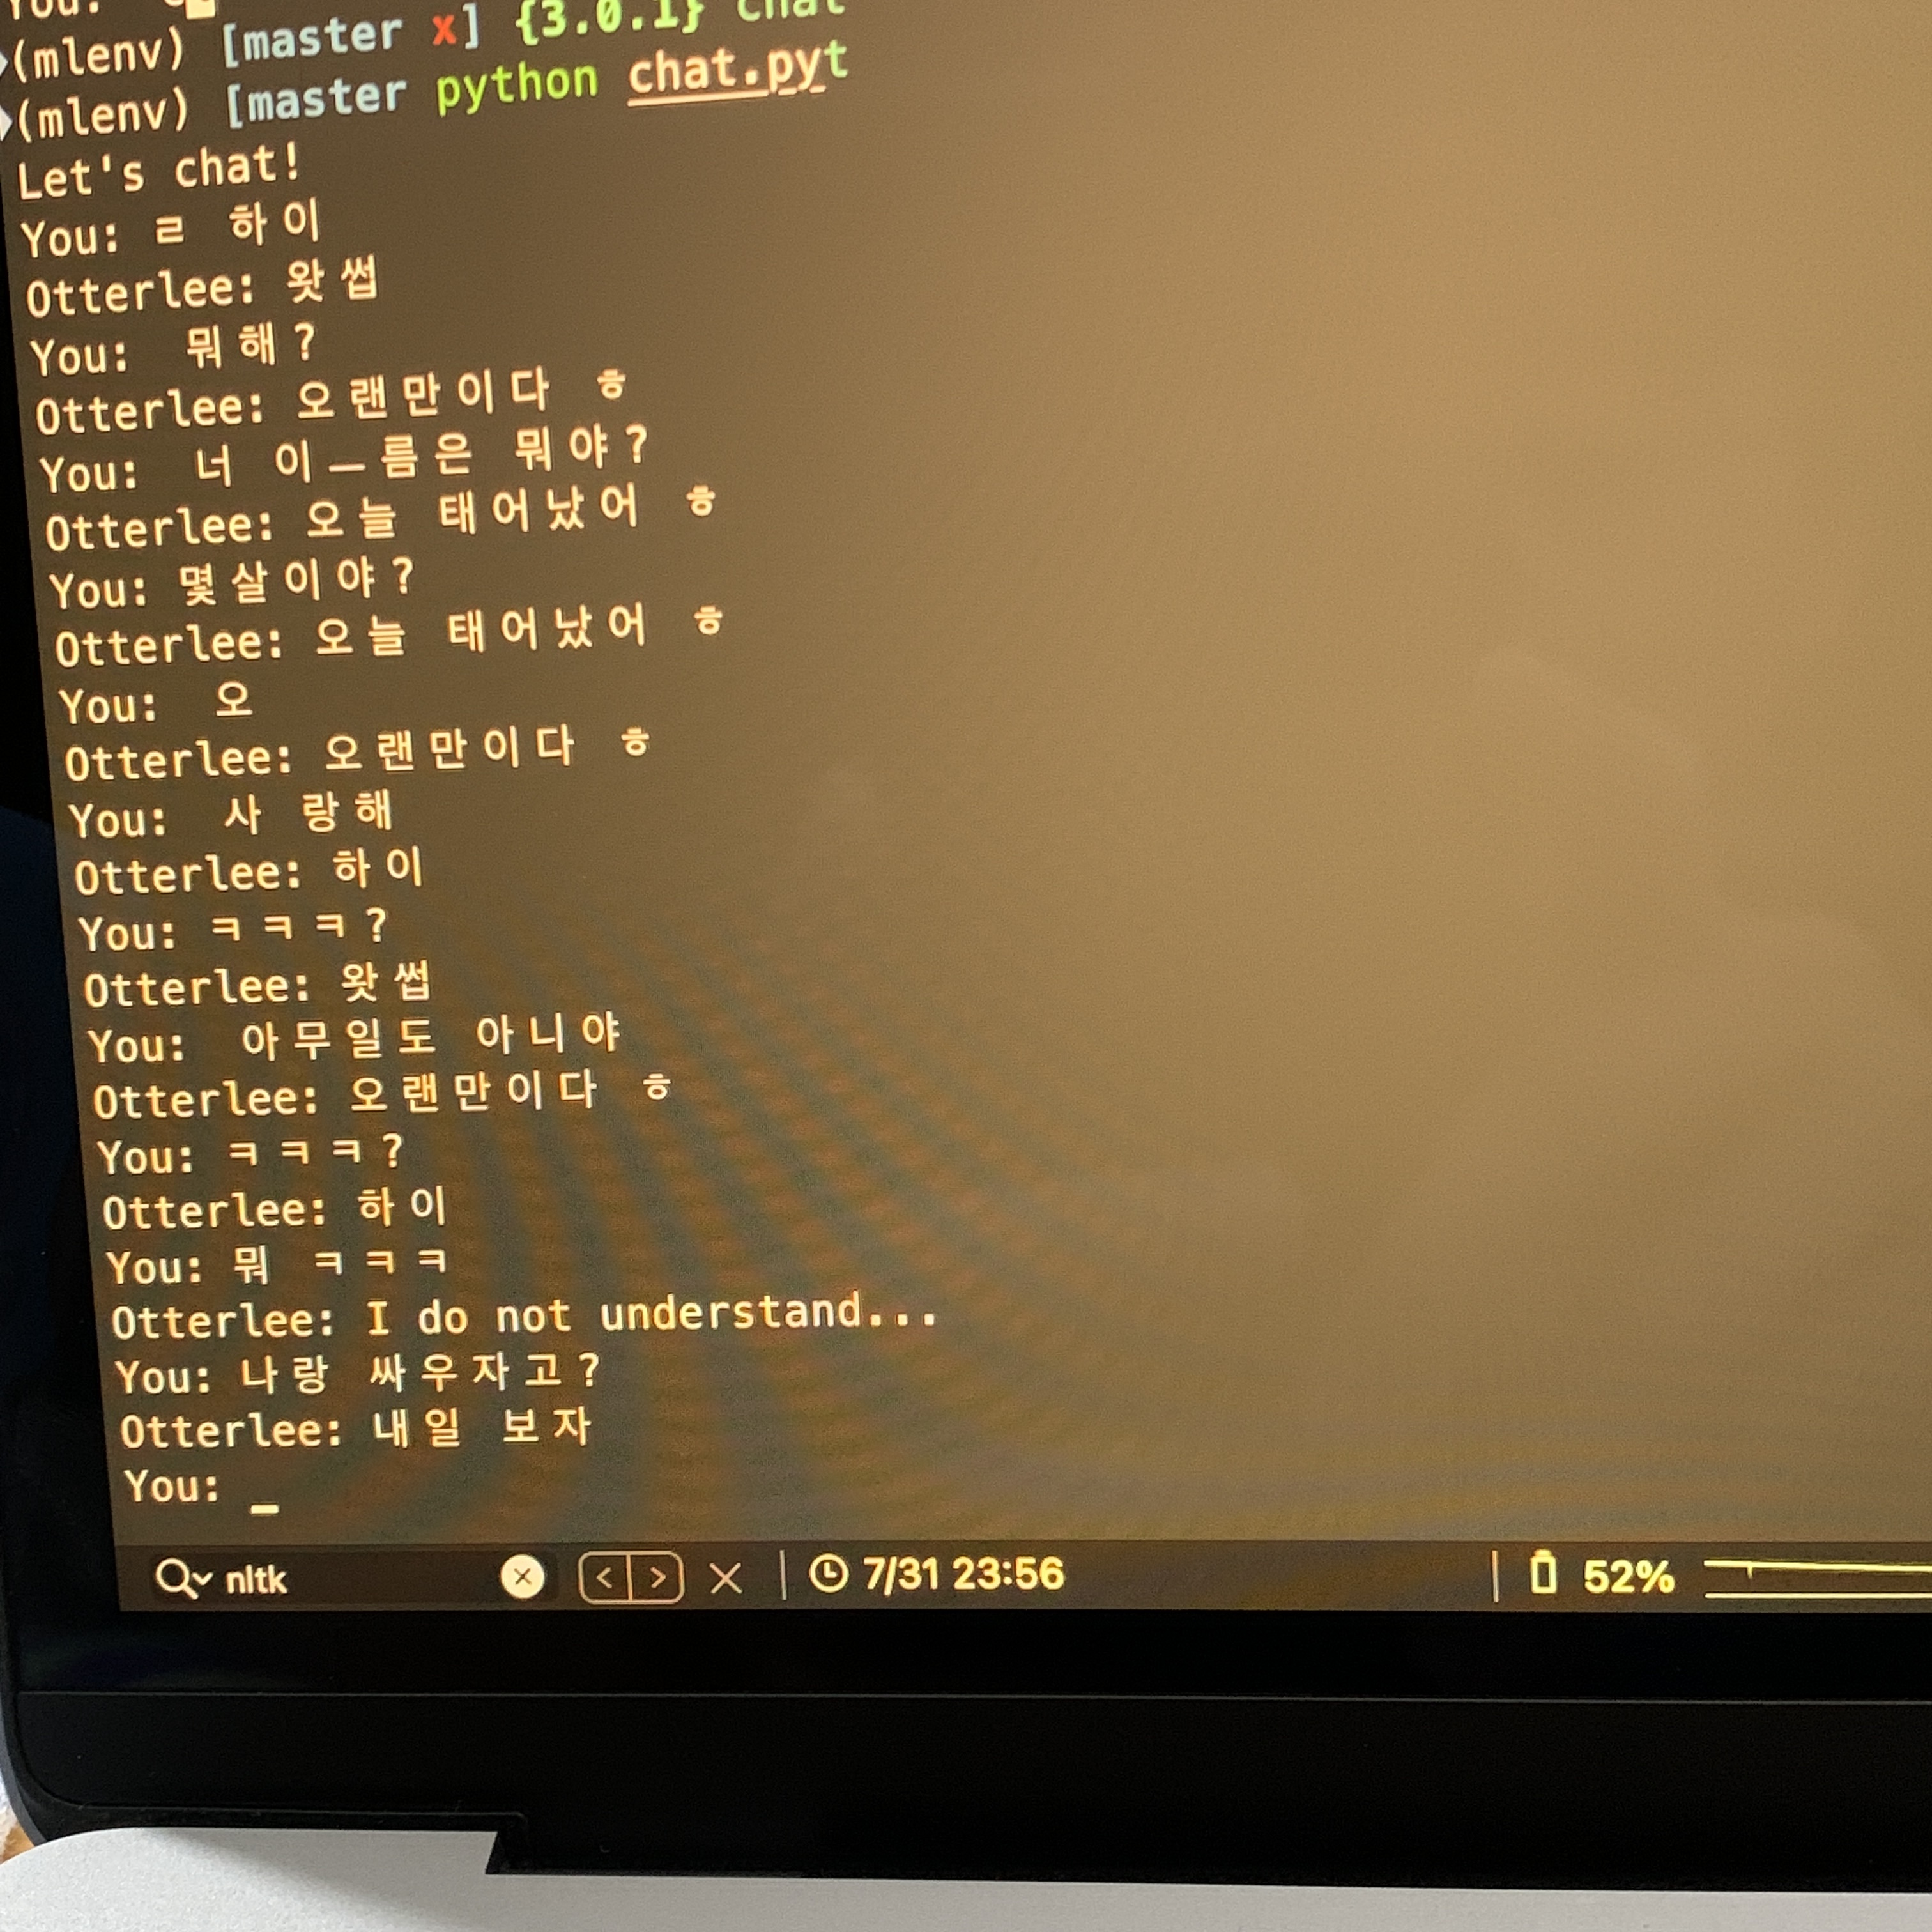 You:
(mlenv) [master x] {3.0.1} chat
(mlenv) [master python chat.pyt
Let's chat!
You: ㄹ 하이
Otterlee: 왓썹
You: 뭐해?
Otterlee: 오랜만이다 ㅎ
You: 너 이ㅡ름은 뭐야?
Otterlee: 오늘 태어났어 ㅎ
You: 몇살이야?
Otterlee: 오늘 태어났어 ㅎ
You: 오
Otterlee: 오랜만이다 ㅎ
You: 사 랑해
Otterlee: 하이
You: ㅋㅋㅋ?
Otterlee: 왓썹
You: 아무일도 아니야
Otterlee: 오랜만이다 ㅎ
You: ㅋㅋㅋ?
Otterlee: 하이
You: 뭐 ㅋㅋㅋ
Otterlee: I do not understand...
You: 나랑 싸우자고?
Otterlee: 내일 보자
You: _
nltk 7/31 23:56 52%